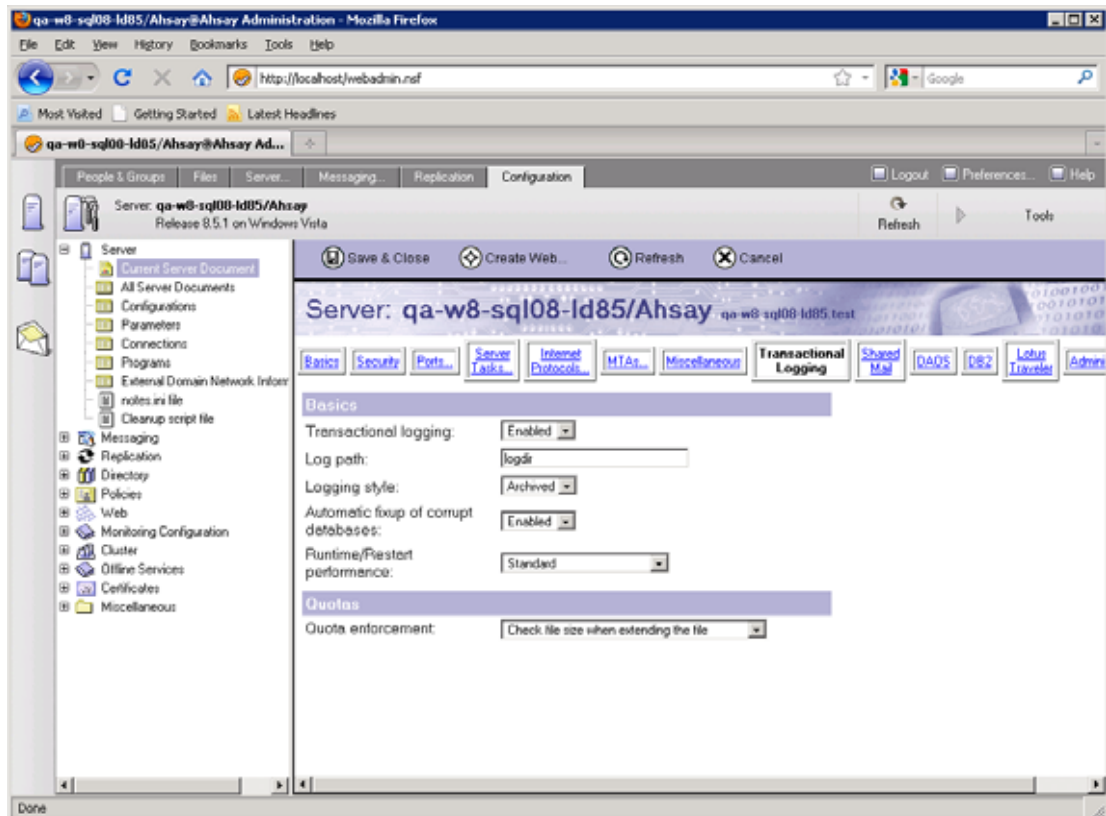 qa-w8-sql08-ld85/Ahsay@Ahsay Administration - Mozilla Firefox
File Edit View History Bookmarks Tools Help
http://localhost/webadmin.nsf
Google
Most Visited Getting Started Latest Headlines
qa-w8-sql08-ld85/Ahsay@Ahsay Ad...
People & Groups Files Server... Messaging... Replication Configuration Logout Preferences... Help
Server: qa-w8-sql08-ld85/Ahsay
Release 8.5.1 on Windows Vista
Refresh Tools
Server
Current Server Document
All Server Documents
Configurations
Parameters
Connections
Programs
External Domain Network Inform
notes.ini file
Cleanup script file
Messaging
Replication
Directory
Policies
Web
Monitoring Configuration
Cluster
Offline Services
Certificates
Miscellaneous
Save & Close Create Web... Refresh Cancel
Server: qa-w8-sql08-ld85/Ahsay qa-w8-sql08-ld85.test
Basics Security Ports... Server Tasks... Internet Protocols... MTAs... Miscellaneous Transactional Logging Shared Mail DAOS DB2 Lotus Traveler Admini
Basics
Transactional logging: Enabled
Log path: logdir
Logging style: Archived
Automatic fixup of corrupt databases: Enabled
Runtime/Restart performance: Standard
Quotas
Quota enforcement: Check file size when extending the file
Done